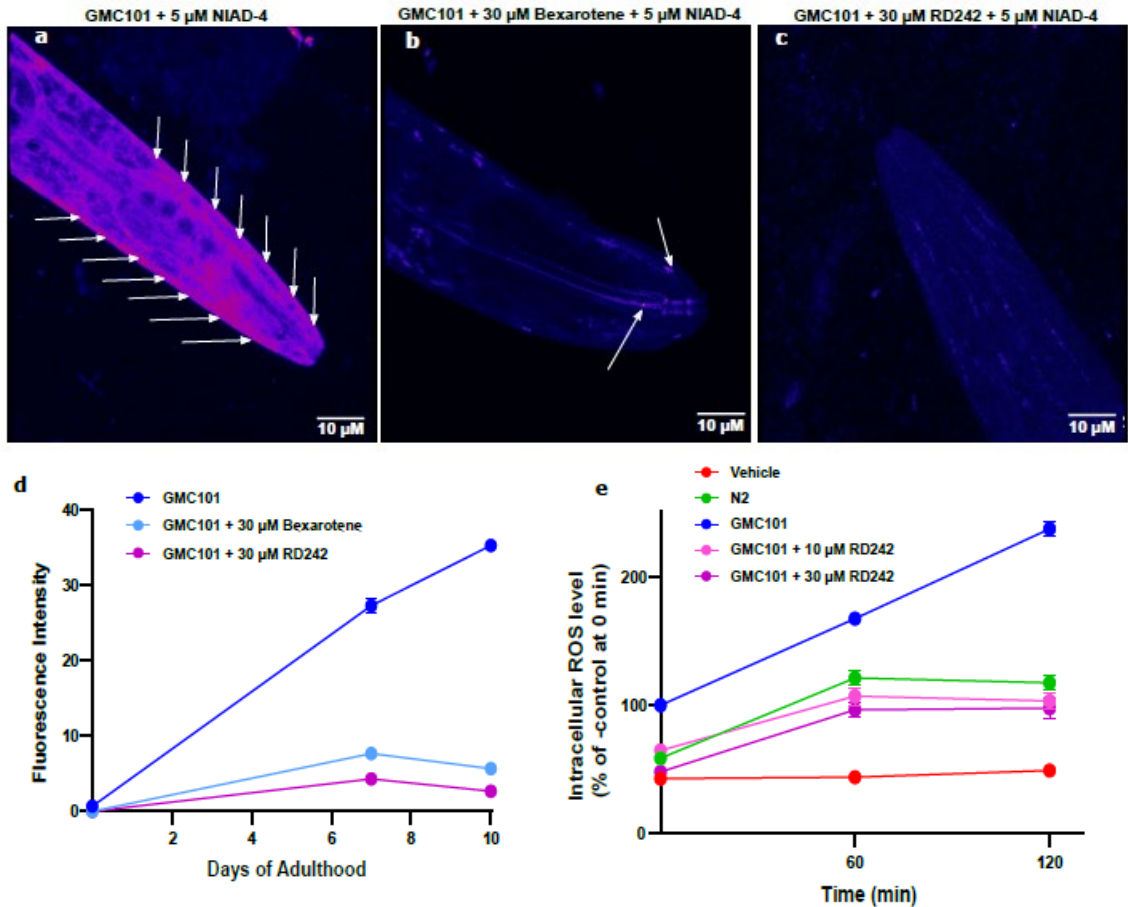 GMC101 + 5 µM NIAD-4
GMC101 + 30 µM Bexarotene + 5 µM NIAD-4
GMC101 + 30 µM RD242 + 5 µM NIAD-4
a
b
c
10 µM
10 µM
10 µM
d
GMC101
GMC101 + 30 µM Bexarotene
GMC101 + 30 µM RD242
40
30
20
10
0
2
4
6
8
10
Fluorescence Intensity
Days of Adulthood
e
Vehicle
N2
GMC101
GMC101 + 10 µM RD242
GMC101 + 30 µM RD242
200
100
0
60
120
Intracellular ROS level
(% of -control at 0 min)
Time (min)